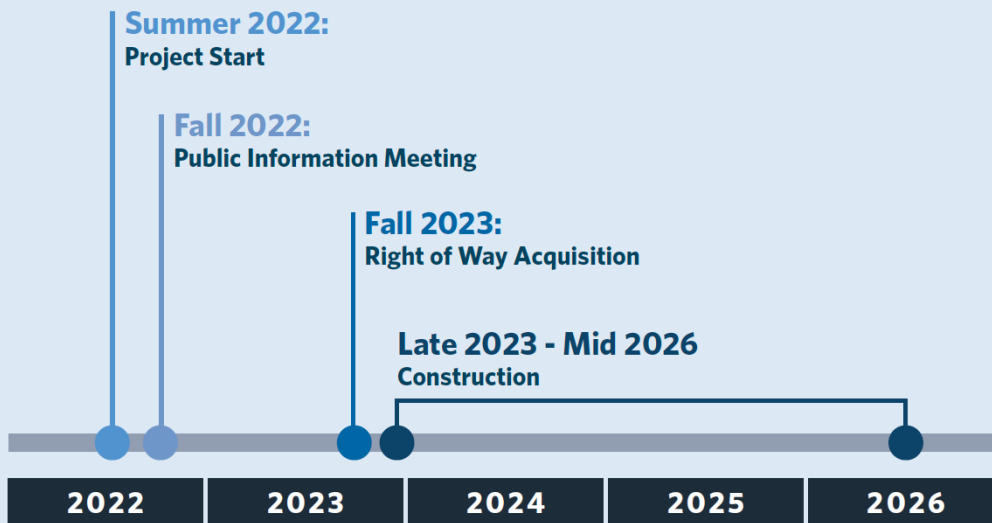 Summer 2022:
Project Start
Fall 2022:
Public Information Meeting
Fall 2023:
Right of Way Acquisition
Late 2023 - Mid 2026
Construction
2022 2023 2024 2025 2026